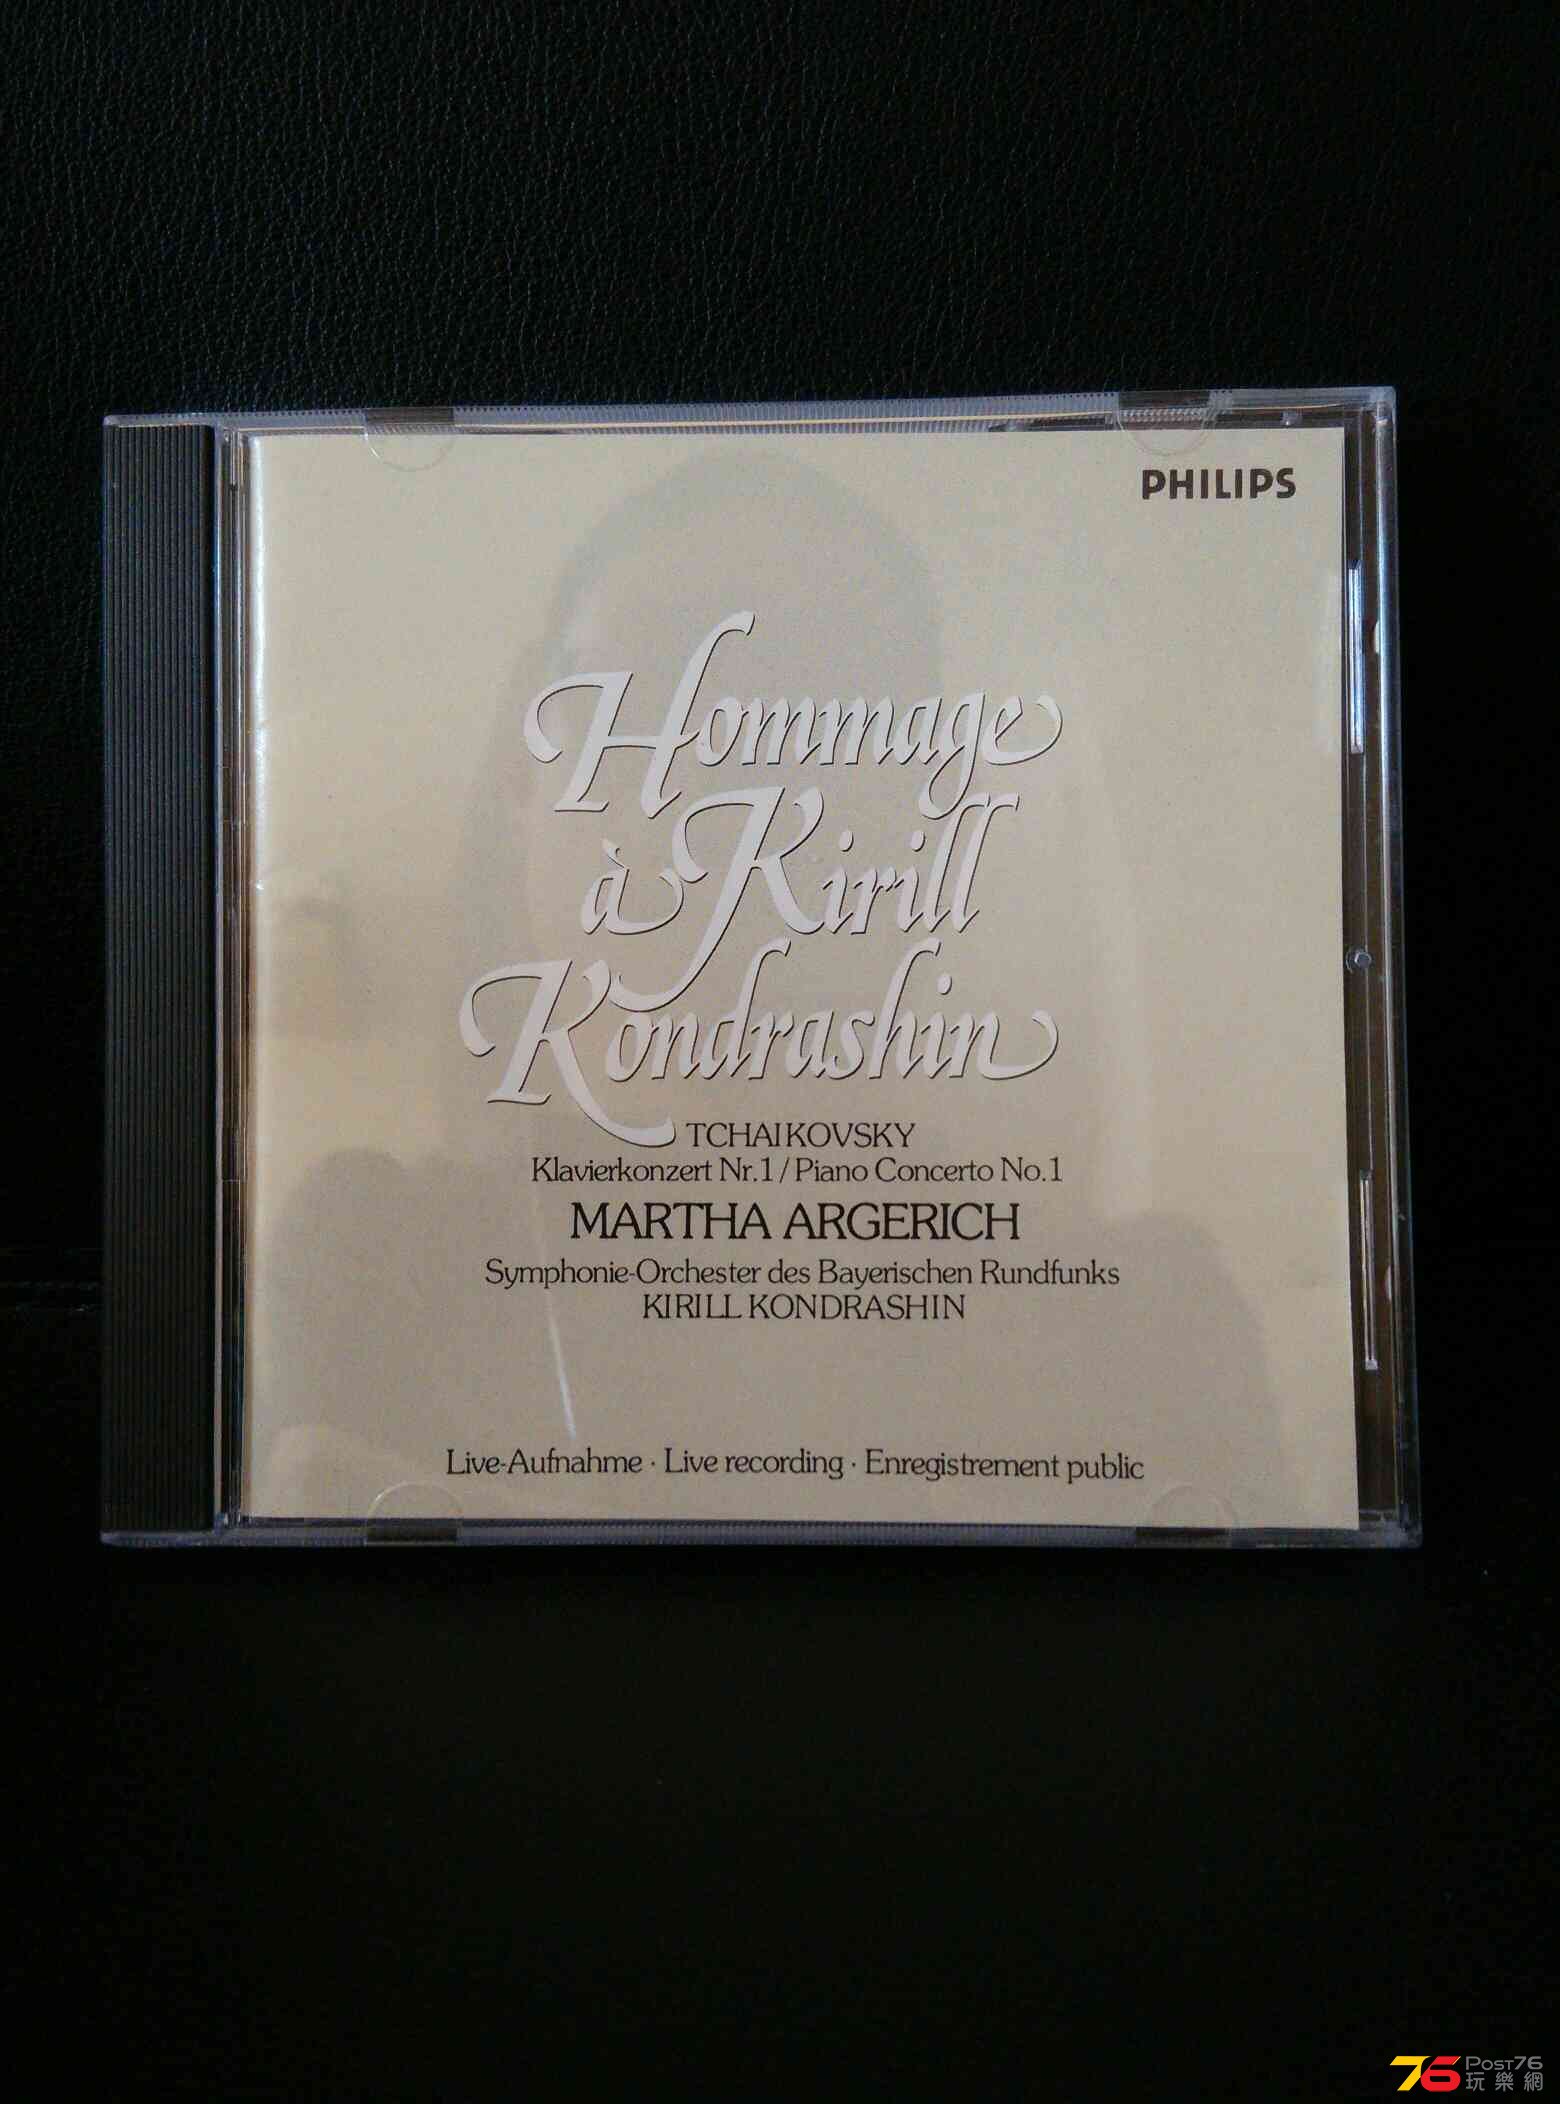 PHILIPS
Hommage
à Kirill
Kondrashin
TCHAIKOVSKY
Klavierkonzert Nr.1 / Piano Concerto No.1
MARTHA ARGERICH
Symphonie-Orchester des Bayerischen Rundfunks
KIRILL KONDRASHIN
Live-Aufnahme · Live recording · Enregistrement public
76 POST76
玩樂網